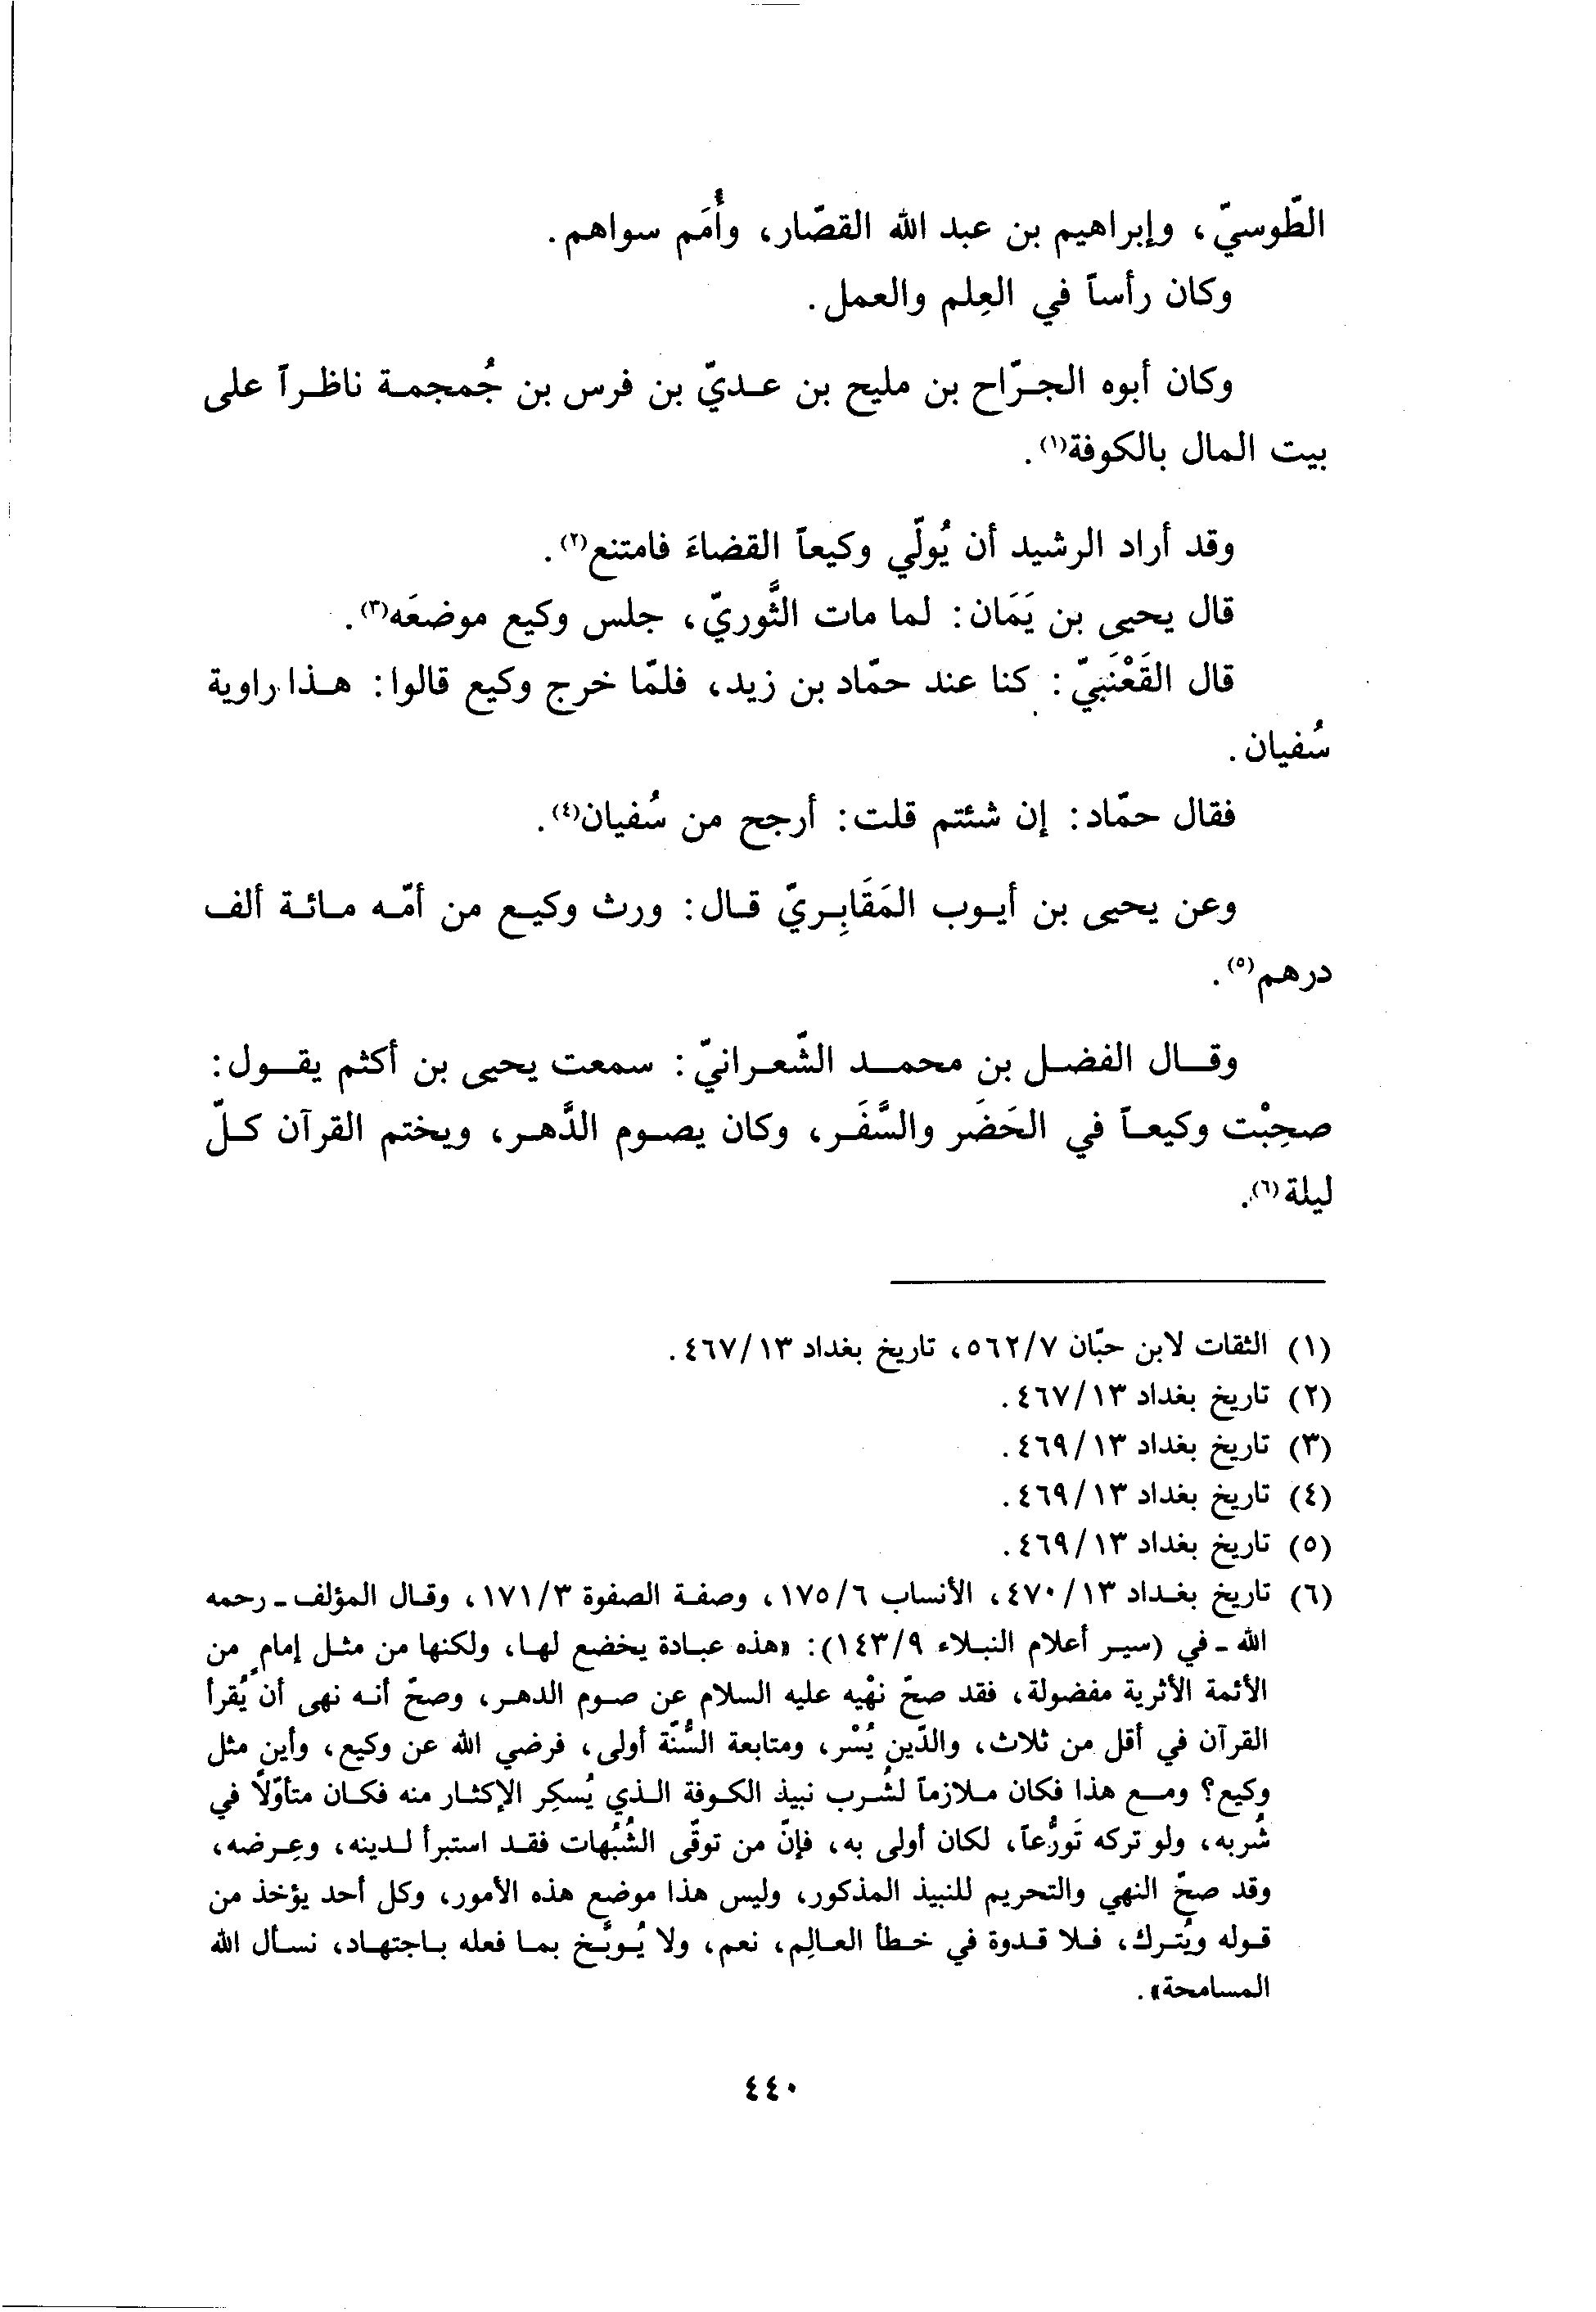 الطّوسيّ، وإبراهيم بن عبد الله القصّار، وأُمَم سواهم.
وكان رأساً في العِلم والعمل.
وكان أبوه الجرّاح بن مليح بن عديّ بن فرس بن جُمجمة ناظراً على
بيت المال بالكوفة(١).
وقد أراد الرشيد أن يُولّي وكيعاً القضاءَ فامتنع(٢).
قال يحيى بن يَمَان: لما مات الثَّوريّ، جلس وكيع موضعَه(٣).
قال القَعْنَبيّ: كنا عند حمّاد بن زيد، فلمّا خرج وكيع قالوا: هذا راوية
سُفيان.
فقال حمّاد: إن شئتم قلت: أرجح من سُفيان(٤).
وعن يحيى بن أيوب المَقَابِريّ قال: ورث وكيع من أمّه مائة ألف
درهم(٥).
وقال الفضل بن محمد الشّعرانيّ: سمعت يحيى بن أكثم يقول:
صحِبْت وكيعاً في الحَضَر والسَّفَر، وكان يصوم الدَّهر، ويختم القرآن كلّ
ليلة(٦).
(١) الثقات لابن حبّان ٥٦٢/٧، تاريخ بغداد ٤٦٧/١٣.
(٢) تاريخ بغداد ٤٦٧/١٣.
(٣) تاريخ بغداد ٤٦٩/١٣.
(٤) تاريخ بغداد ٤٦٩/١٣.
(٥) تاريخ بغداد ٤٦٩/١٣.
(٦) تاريخ بغداد ٤٧٠/١٣، الأنساب ١٧٥/٦، وصفة الصفوة ١٧١/٣، وقال المؤلف ـ رحمه
الله ـ في (سير أعلام النبلاء ١٤٣/٩): «هذه عبادة يخضع لها، ولكنها من مثل إمامٍ من
الأئمة الأثرية مفضولة، فقد صحّ نهْيه عليه السلام عن صوم الدهر، وصحّ أنه نهى أن يُقرأ
القرآن في أقل من ثلاث، والدّين يُسْر، ومتابعة السُّنّة أولى، فرضي الله عن وكيع، وأين مثل
وكيع؟ ومع هذا فكان ملازماً لشُرب نبيذ الكوفة الذي يُسكِر الإكثار منه فكان متأوّلاً في
شُربه، ولو تركه تَورُّعاً، لكان أولى به، فإنّ من توقّى الشُبُهات فقد استبرأ لدينه، وعِرضه،
وقد صحّ النهي والتحريم للنبيذ المذكور، وليس هذا موضع هذه الأمور، وكل أحد يؤخذ من
قوله ويُترك، فلا قدوة في خطأ العالِم، نعم، ولا يُوبَّخ بما فعله باجتهاد، نسأل الله
المسامحة».
٤٤٠